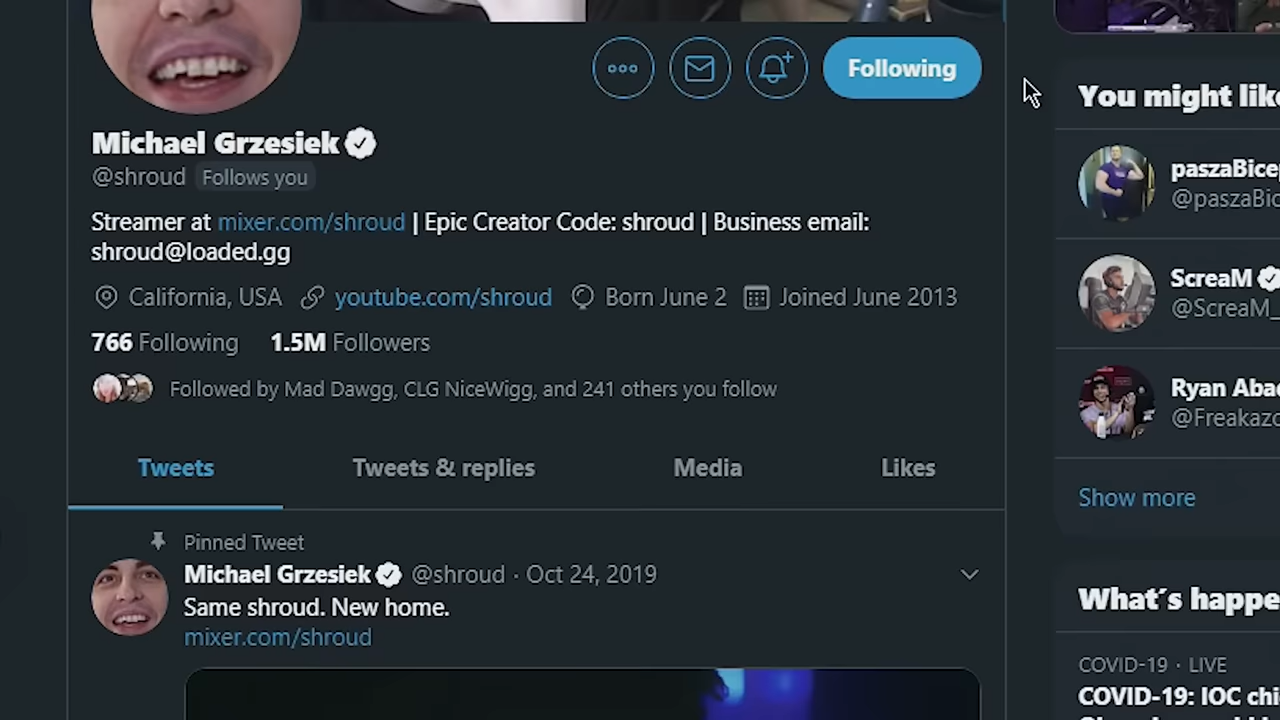 Following
Michael Grzesiek
@shroud Follows you
Streamer at mixer.com/shroud | Epic Creator Code: shroud | Business email:
shroud@loaded.gg
California, USA youtube.com/shroud Born June 2 Joined June 2013
766 Following 1.5M Followers
Followed by Mad Dawgg, CLG NiceWigg, and 241 others you follow
Tweets Tweets & replies Media Likes
Pinned Tweet
Michael Grzesiek @shroud · Oct 24, 2019
Same shroud. New home.
mixer.com/shroud
You might like
paszaBice
@paszaBic
ScreaM
@ScreaM_
Ryan Abad
@Freakazo
Show more
What's happe
COVID-19 · LIVE
COVID-19: IOC chi